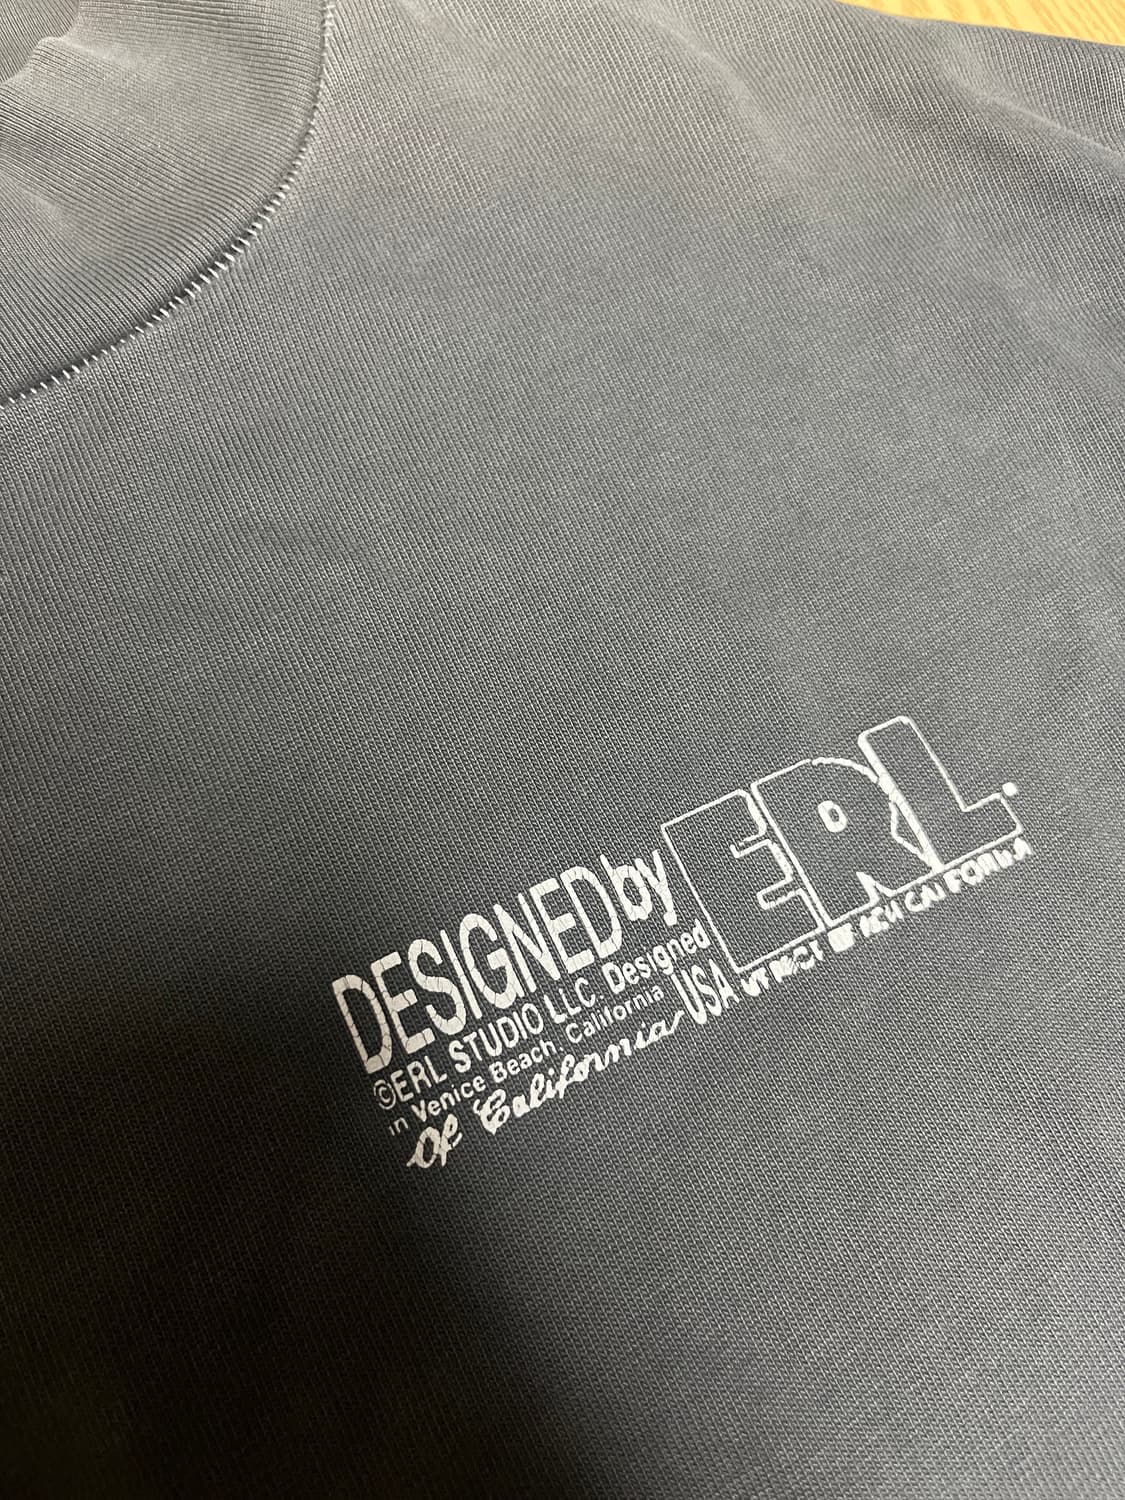 DESIGNED by ERL.
©ERL STUDIO LLC. Designed
in Venice Beach, California
Of California USA